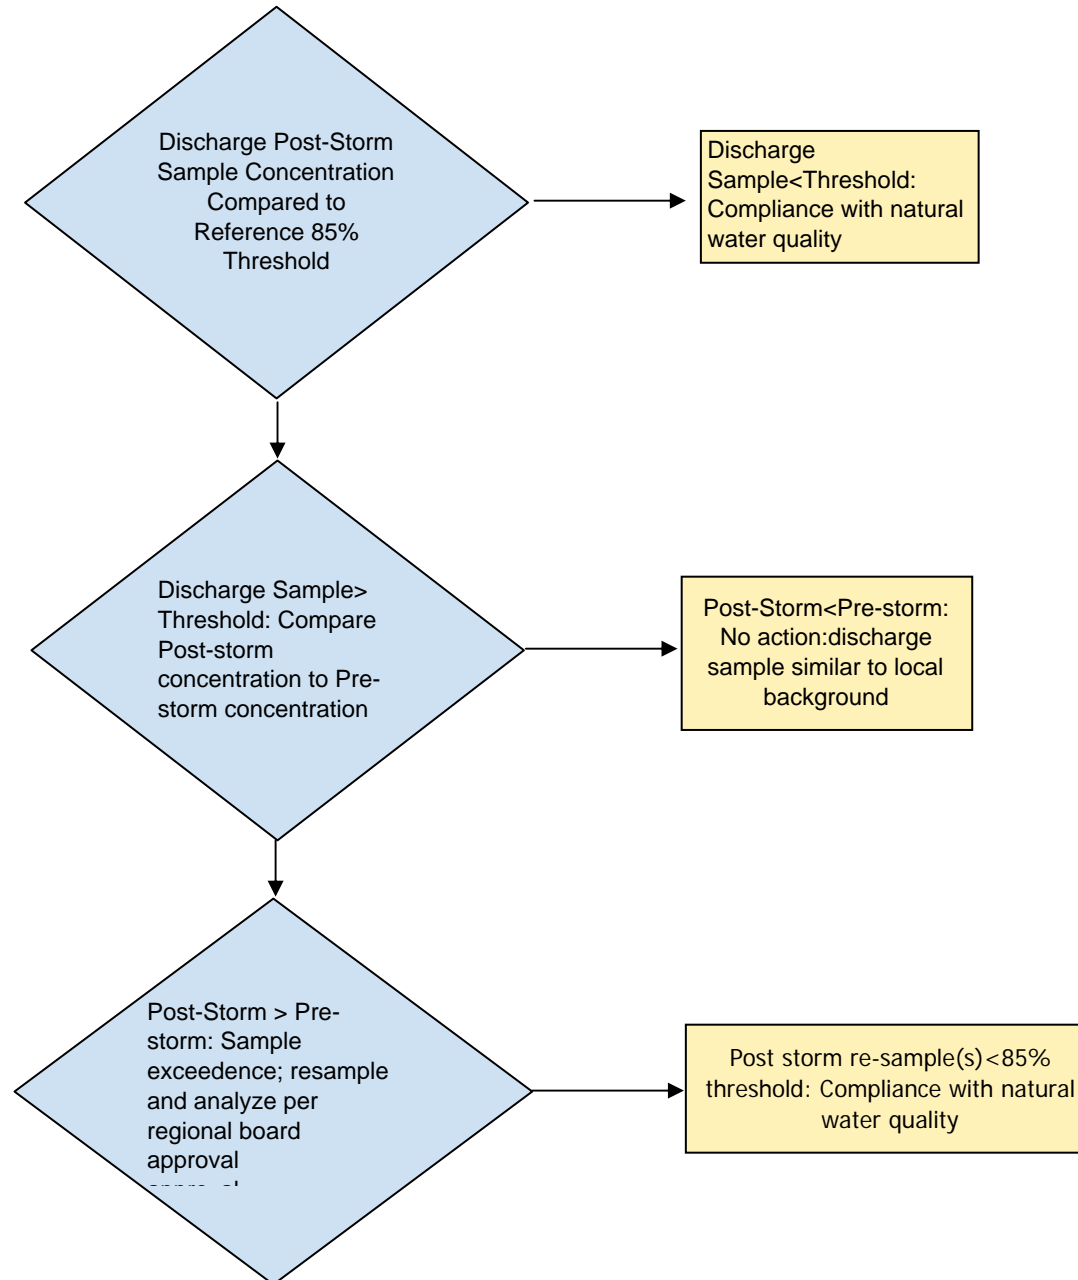 Discharge Post-Storm
Sample Concentration
Compared to
Reference 85%
Threshold
Discharge
Sample<Threshold:
Compliance with natural
water quality
Discharge Sample>
Threshold: Compare
Post-storm
concentration to Pre-
storm concentration
Post-Storm<Pre-storm:
No action:discharge
sample similar to local
background
Post-Storm > Pre-
storm: Sample
exceedence; resample
and analyze per
regional board
approval
Post storm re-sample(s)<85%
threshold: Compliance with natural
water quality